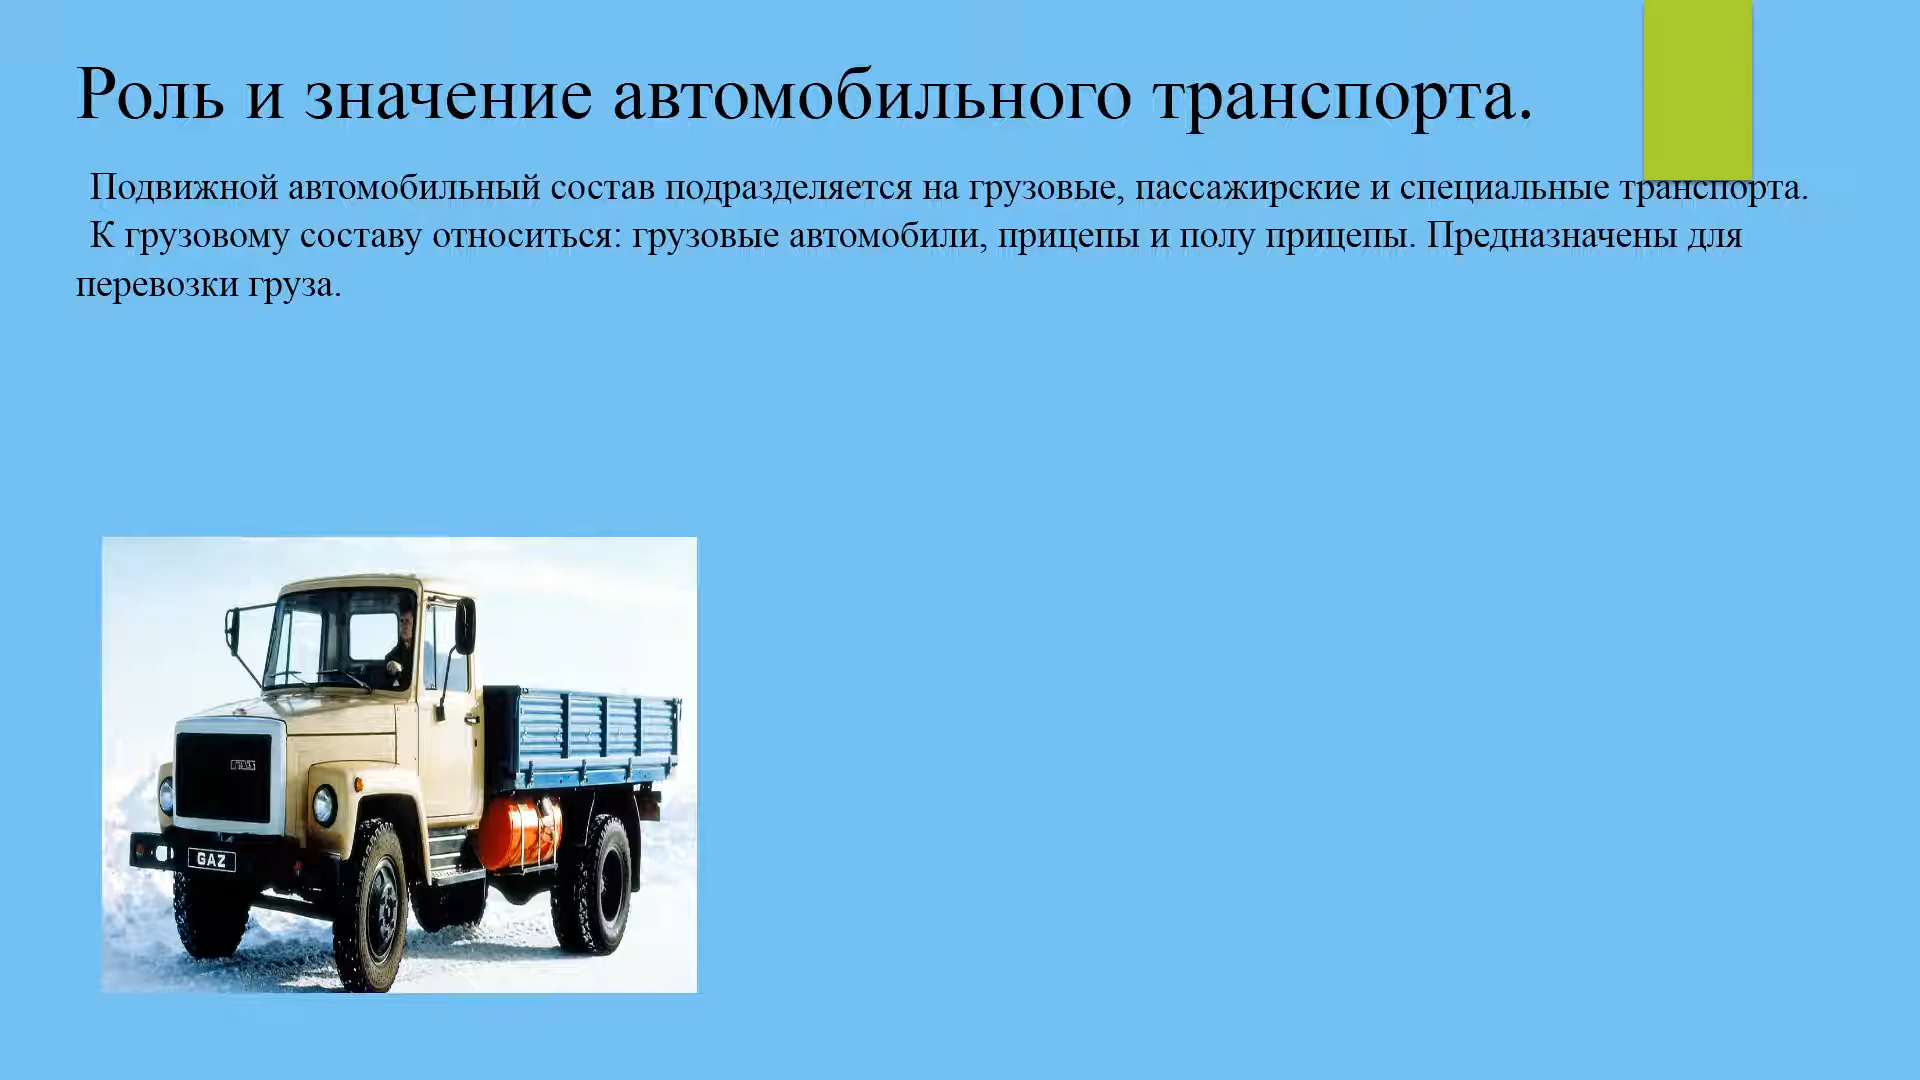 Роль и значение автомобильного транспорта.
Подвижной автомобильный состав подразделяется на грузовые, пассажирские и специальные транспорта.
К грузовому составу относиться: грузовые автомобили, прицепы и полу прицепы. Предназначены для
перевозки груза.
ГАЗ
GAZ